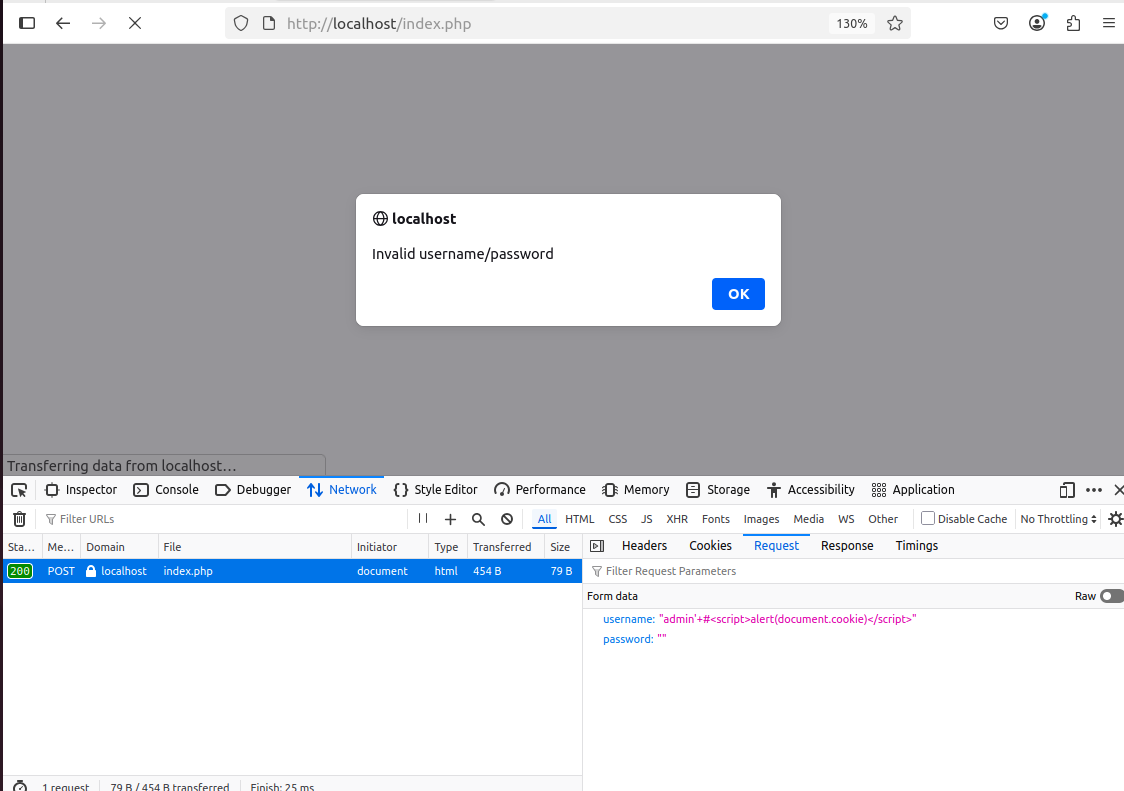 http://localhost/index.php 130%
localhost
Invalid username/password
OK
Transferring data from localhost…
Inspector Console Debugger Network Style Editor Performance Memory Storage Accessibility Application
Filter URLs All HTML CSS JS XHR Fonts Images Media WS Other Disable Cache No Throttling
Sta… Me… Domain File Initiator Type Transferred Size Headers Cookies Request Response Timings
200 POST localhost index.php document html 454 B 79 B Filter Request Parameters
Form data Raw
username: "admin'+#<script>alert(document.cookie)</script>"
password: ""
1 request 79 B / 454 B transferred Finish: 25 ms